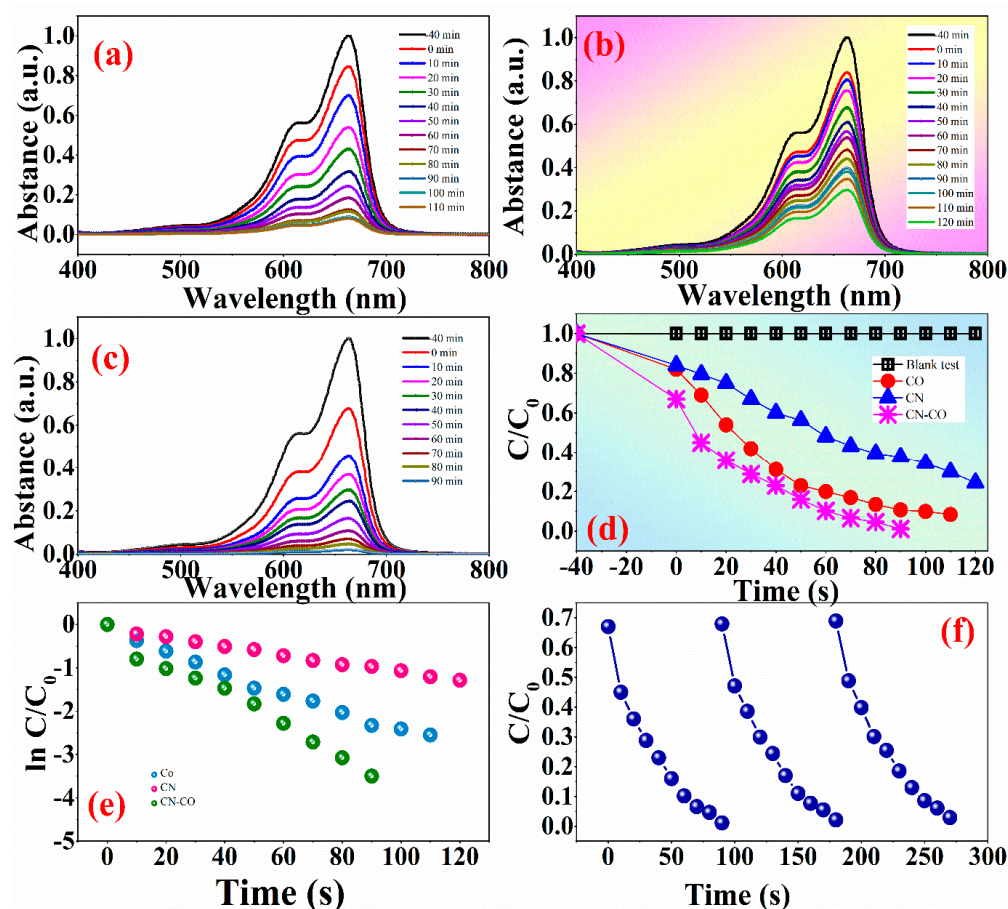 (a)
Abstance (a.u.)
1.0
0.8
0.6
0.4
0.2
0.0
400
500
600
700
800
Wavelength (nm)
-40 min
0 min
10 min
20 min
30 min
40 min
50 min
60 min
70 min
80 min
90 min
100 min
110 min
(b)
Abstance (a.u.)
1.0
0.8
0.6
0.4
0.2
0.0
400
500
600
700
800
Wavelength (nm)
-40 min
0 min
10 min
20 min
30 min
40 min
50 min
60 min
70 min
80 min
90 min
100 min
110 min
120 min
(c)
Abstance (a.u.)
1.0
0.8
0.6
0.4
0.2
0.0
400
500
600
700
800
Wavelength (nm)
-40 min
0 min
10 min
20 min
30 min
40 min
50 min
60 min
70 min
80 min
90 min
(d)
C/C0
1.0
0.8
0.6
0.4
0.2
0.0
-40
-20
0
20
40
60
80
100
120
Time (s)
Blank test
CO
CN
CN-CO
(e)
ln C/C0
0
-1
-2
-3
-4
-5
0
20
40
60
80
100
120
Time (s)
Co
CN
CN-CO
(f)
C/C0
0.7
0.6
0.5
0.4
0.3
0.2
0.1
0.0
0
50
100
150
200
250
300
Time (s)